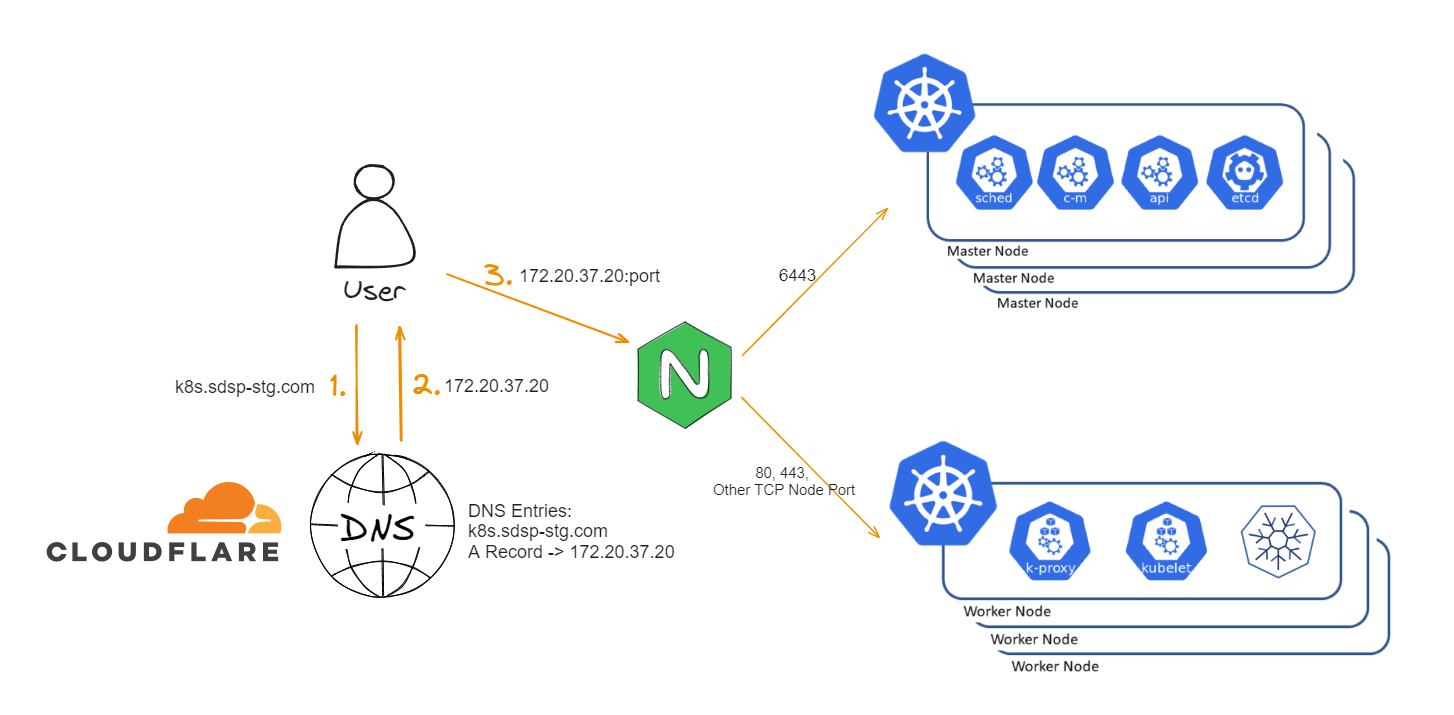 sched
c-m
api
etcd
Master Node
Master Node
Master Node
User
3. 172.20.37.20:port
6443
N
k8s.sdsp-stg.com 1.
2. 172.20.37.20
80, 443,
Other TCP Node Port
CLOUDFLARE
DNS
DNS Entries:
k8s.sdsp-stg.com
A Record -> 172.20.37.20
k-proxy
kubelet
Worker Node
Worker Node
Worker Node